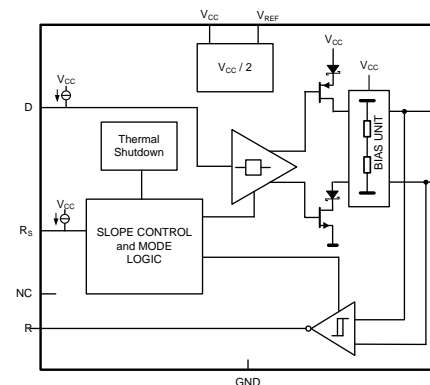 VCC VREF
VCC / 2
VCC
VCC
VCC
D
Thermal
Shutdown
BIAS UNIT
VCC
RS
SLOPE CONTROL
and MODE
LOGIC
NC
R
GND